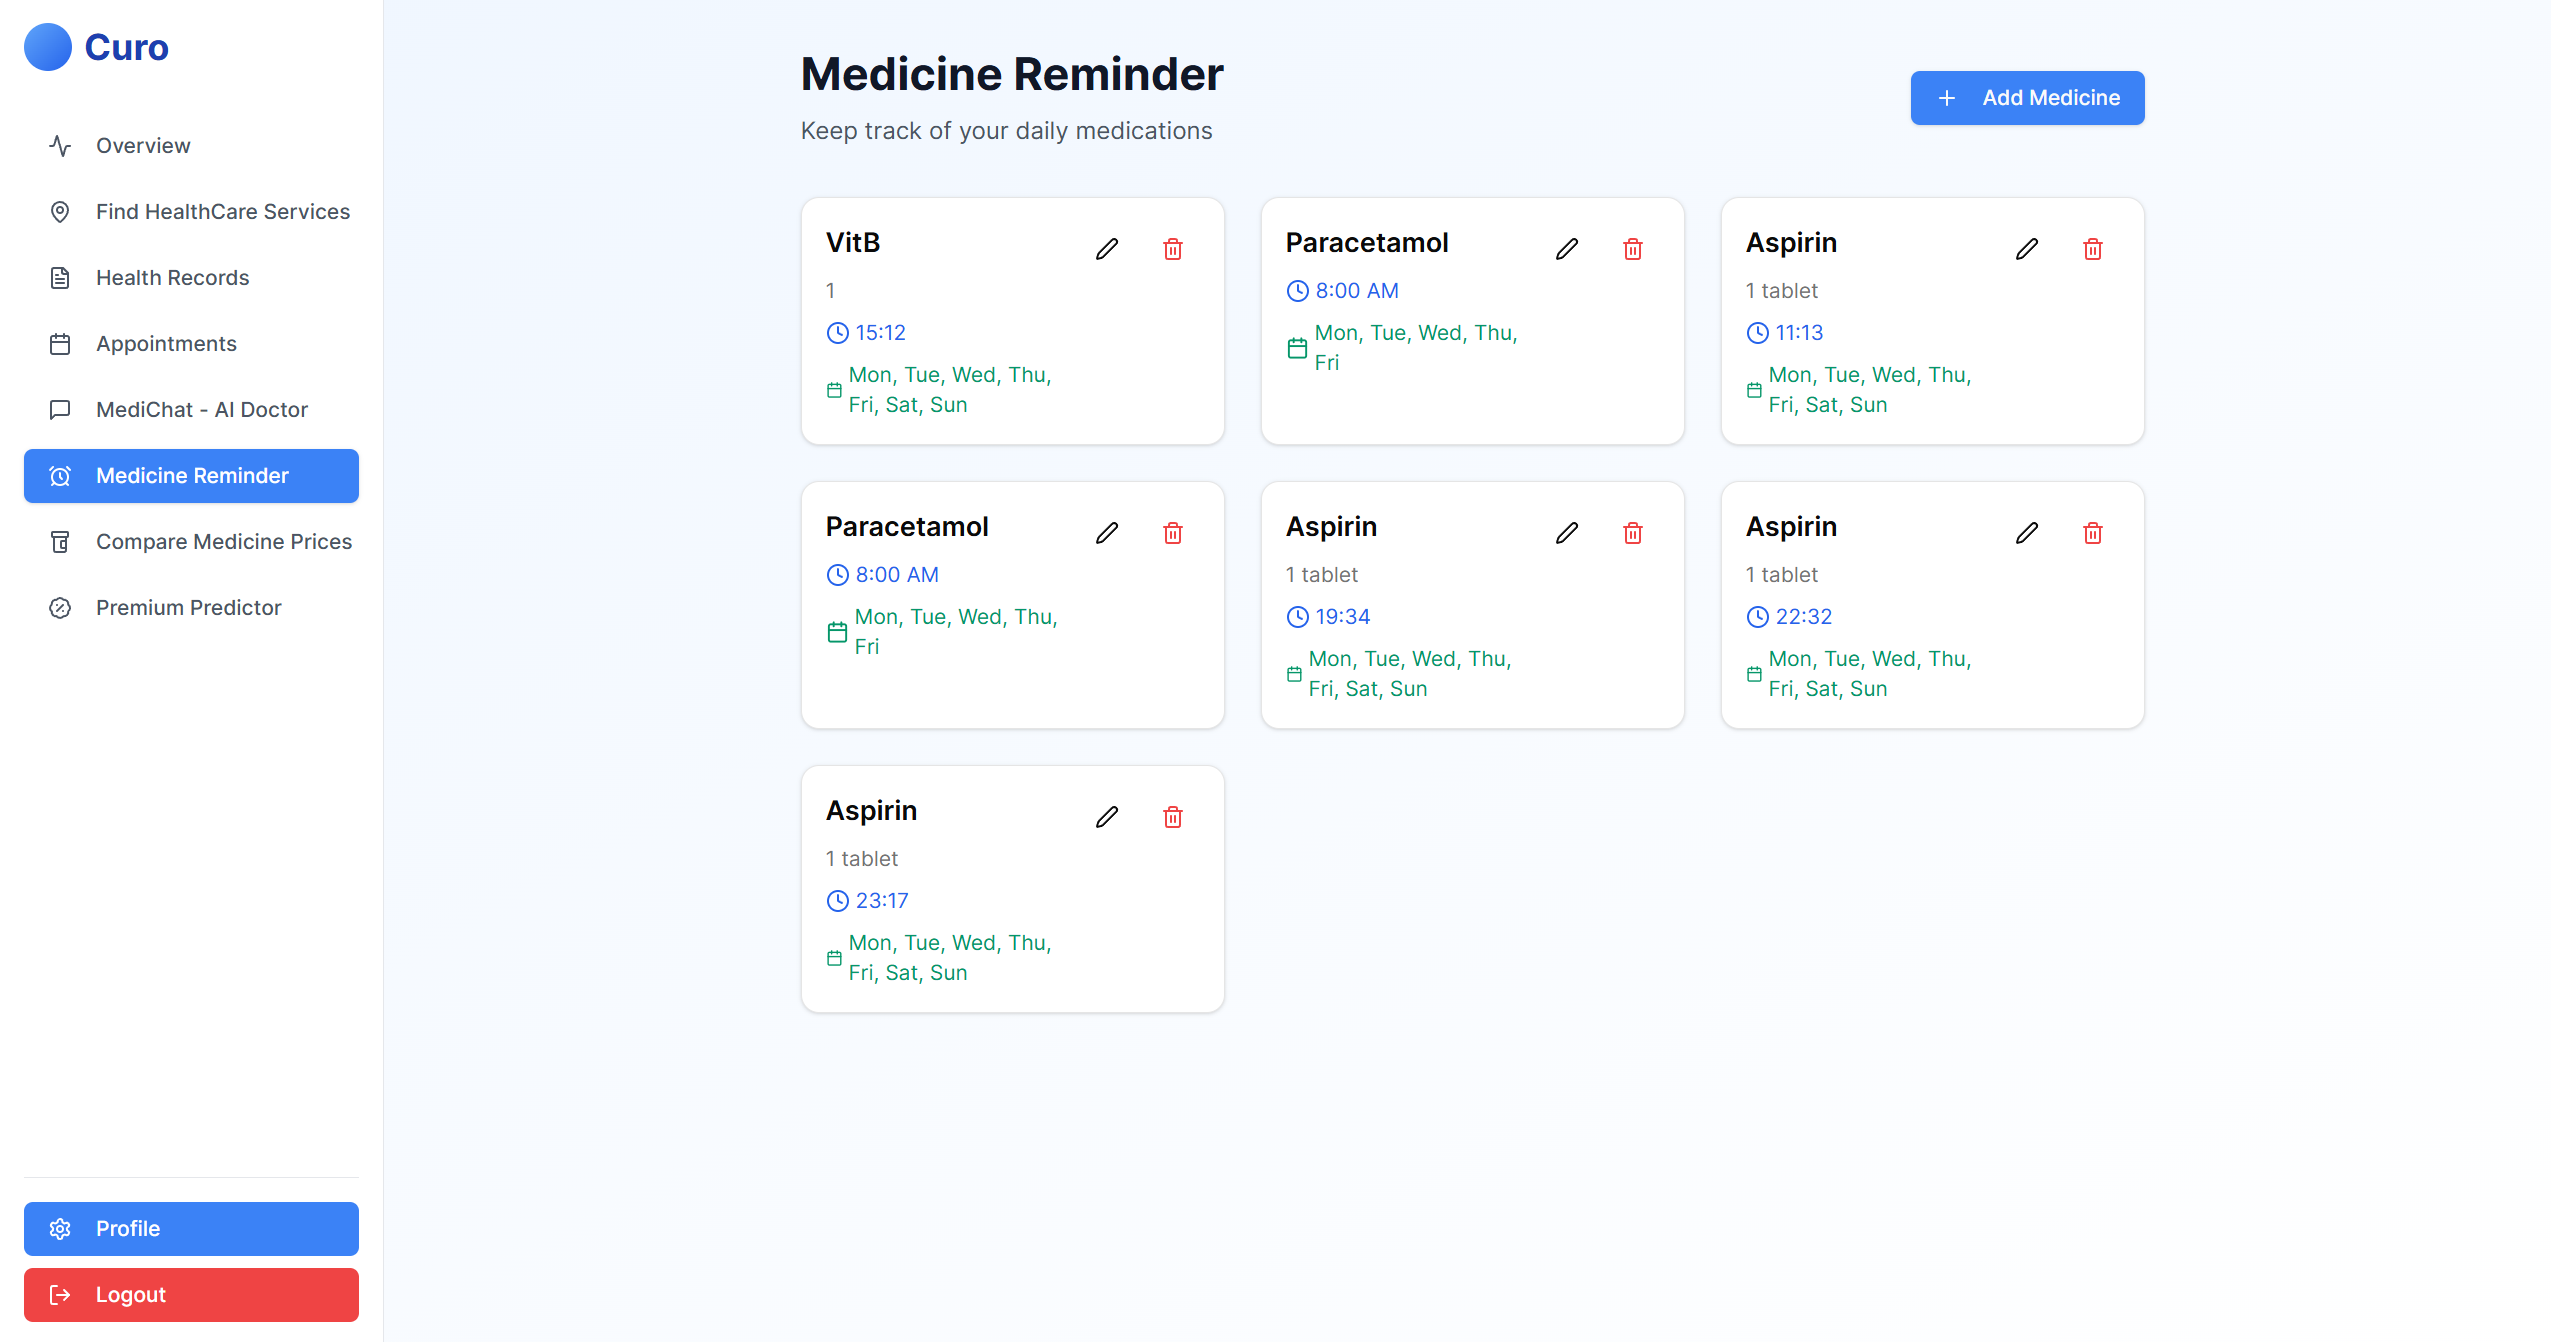 Curo
Overview
Find HealthCare Services
Health Records
Appointments
MediChat - AI Doctor
Medicine Reminder
Compare Medicine Prices
Premium Predictor
Profile
Logout
Medicine Reminder
Keep track of your daily medications
Add Medicine
VitB
1
15:12
Mon, Tue, Wed, Thu,
Fri, Sat, Sun
Paracetamol
8:00 AM
Mon, Tue, Wed, Thu,
Fri
Aspirin
1 tablet
11:13
Mon, Tue, Wed, Thu,
Fri, Sat, Sun
Paracetamol
8:00 AM
Mon, Tue, Wed, Thu,
Fri
Aspirin
1 tablet
19:34
Mon, Tue, Wed, Thu,
Fri, Sat, Sun
Aspirin
1 tablet
22:32
Mon, Tue, Wed, Thu,
Fri, Sat, Sun
Aspirin
1 tablet
23:17
Mon, Tue, Wed, Thu,
Fri, Sat, Sun